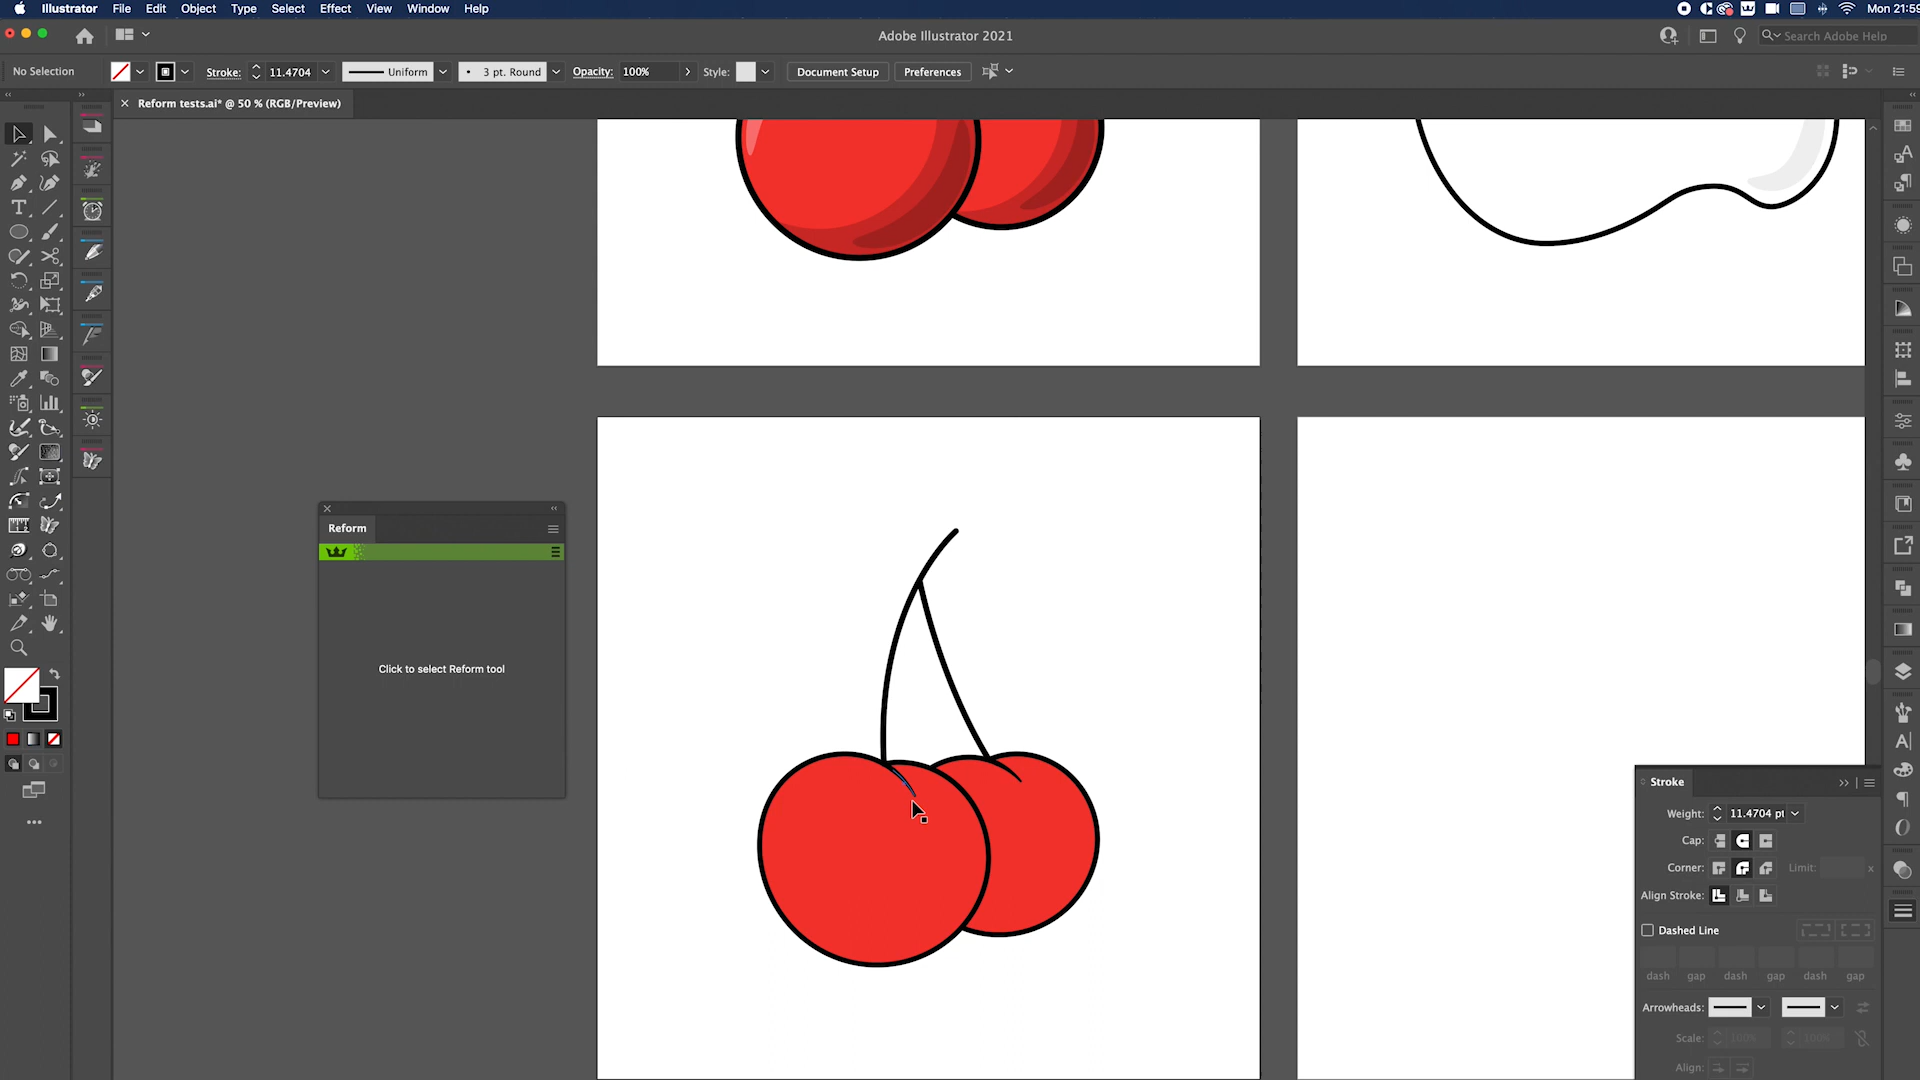 Illustrator File Edit Object Type Select Effect View Window Help
Mon 21:59
Adobe Illustrator 2021
Search Adobe Help
No Selection
Stroke: 11.4704
Uniform
3 pt. Round
Opacity: 100%
Style:
Document Setup
Preferences
Reform tests.ai* @ 50 % (RGB/Preview)
Reform
Click to select Reform tool
Stroke
Weight: 11.4704 pt
Cap:
Corner:
Limit: x
Align Stroke:
Dashed Line
dash gap dash gap dash gap
Arrowheads:
Scale: 100% 100%
Align: